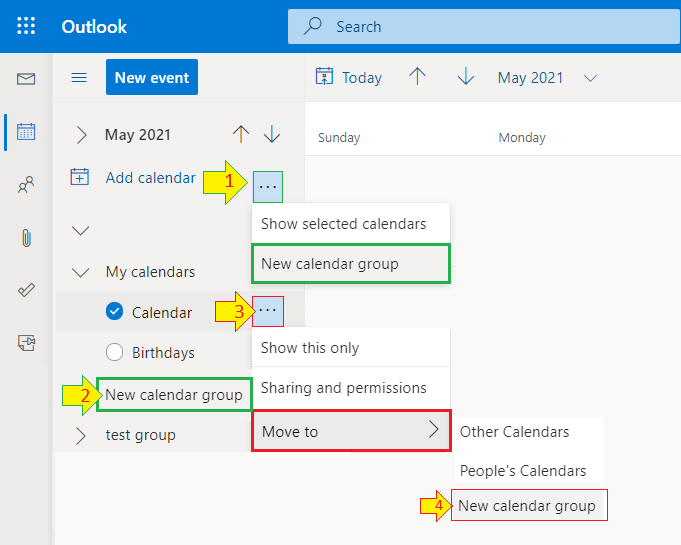 Outlook
Search
New event
Today
May 2021
May 2021
Sunday
Monday
Add calendar
1
...
Show selected calendars
New calendar group
My calendars
Calendar
3
...
Birthdays
Show this only
Sharing and permissions
2
New calendar group
test group
Move to
Other Calendars
People's Calendars
4
New calendar group